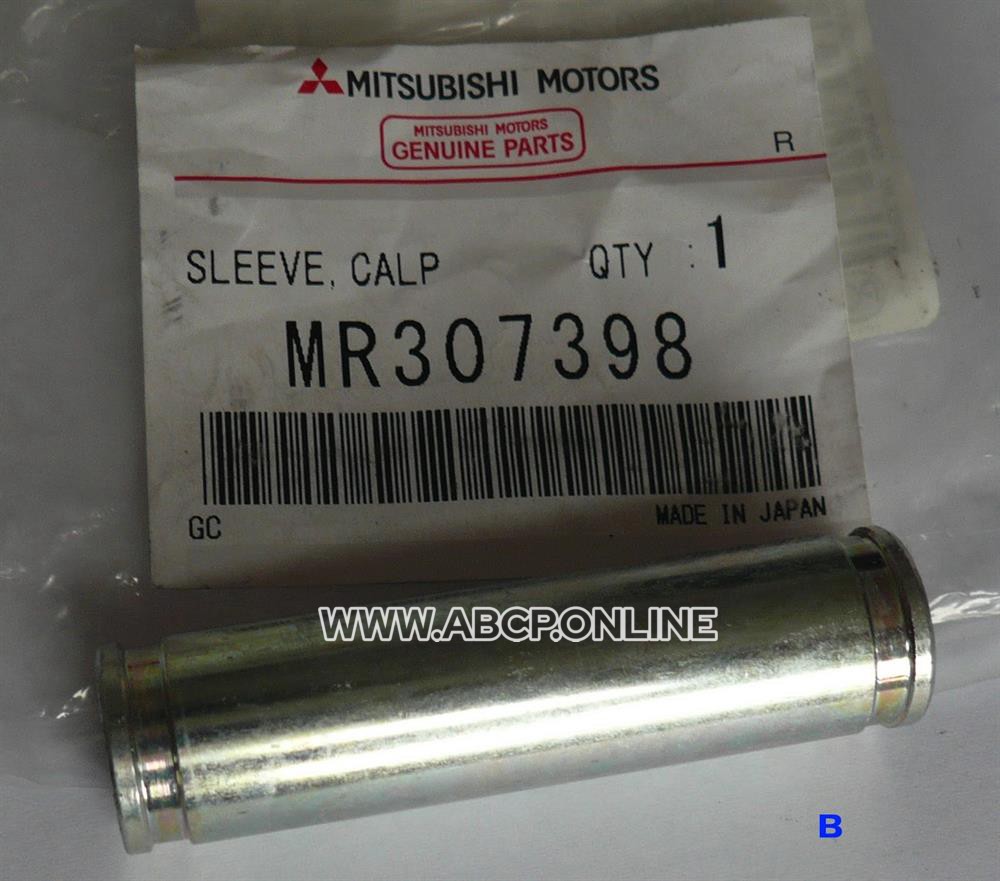 MITSUBISHI MOTORS
MITSUBISHI MOTORS
GENUINE PARTS
R
SLEEVE, CALP QTY : 1
MR307398
GC MADE IN JAPAN
WWW.ABCP.ONLINE
B